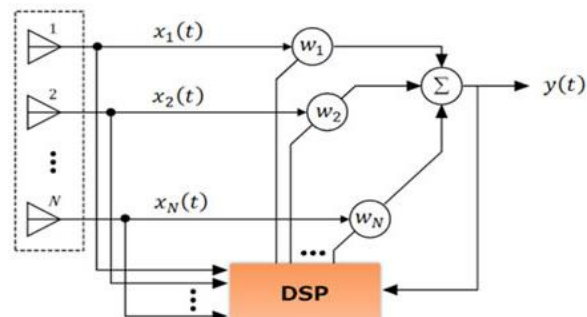 1 x₁(t) w₁
Σ y(t)
2 x₂(t) w₂
N x_N(t) w_N
DSP